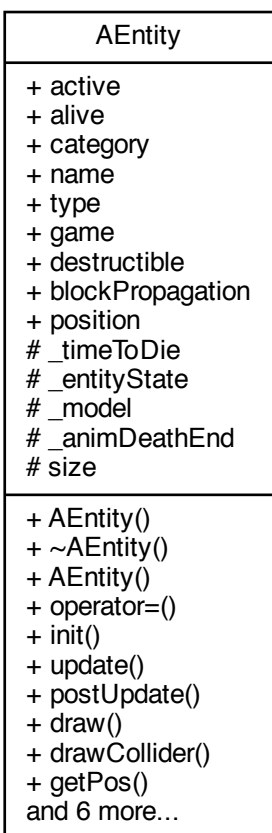 AEntity
+ active
+ alive
+ category
+ name
+ type
+ game
+ destructible
+ blockPropagation
+ position
# _timeToDie
# _entityState
# _model
# _animDeathEnd
# size
+ AEntity()
+ ~AEntity()
+ AEntity()
+ operator=()
+ init()
+ update()
+ postUpdate()
+ draw()
+ drawCollider()
+ getPos()
and 6 more...